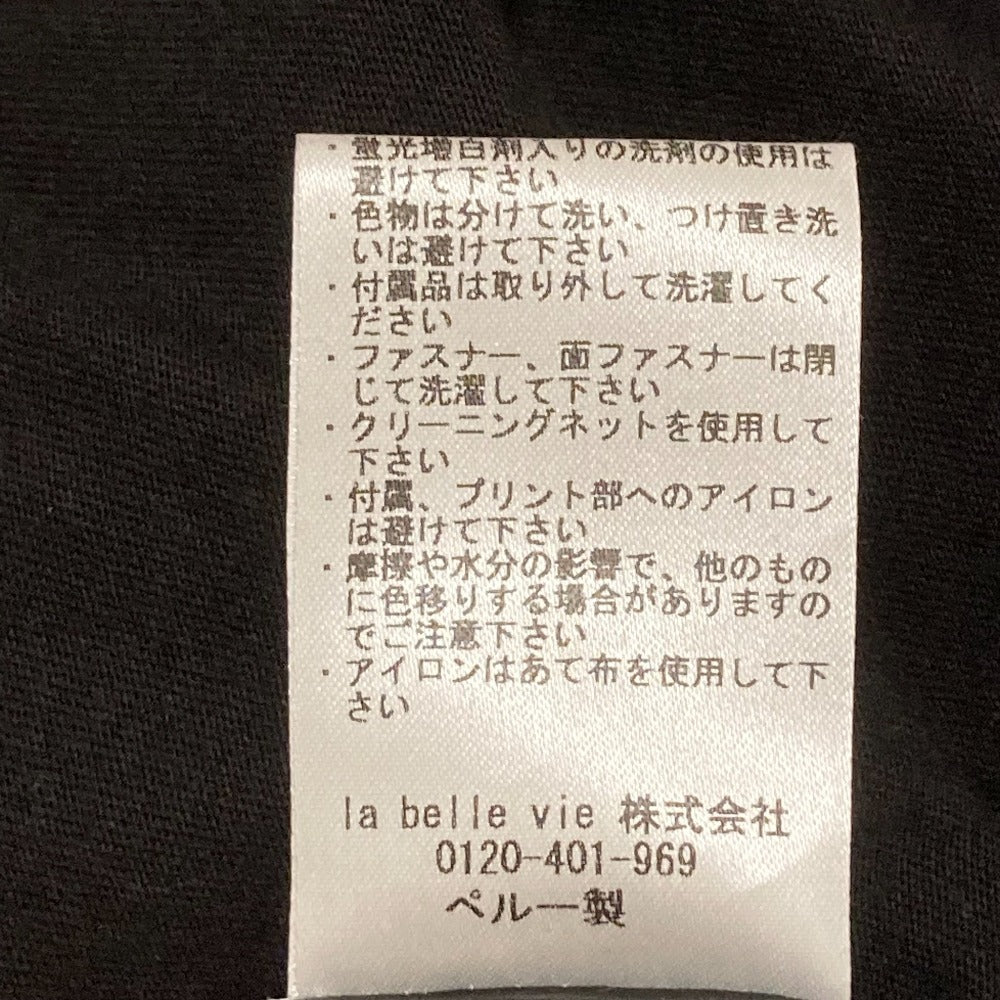 ・蛍光増白剤入りの洗剤の使用は
避けて下さい
・色物は分けて洗い、つけ置き洗
いは避けて下さい
・付属品は取り外して洗濯してく
ださい
・ファスナー、面ファスナーは閉
じて洗濯して下さい
・クリーニングネットを使用して
下さい
・付属、プリント部へのアイロン
は避けて下さい
・摩擦や水分の影響で、他のもの
に色移りする場合がありますの
でご注意下さい
・アイロンはあて布を使用して下
さい
la belle vie 株式会社
0120-401-969
ペルー製